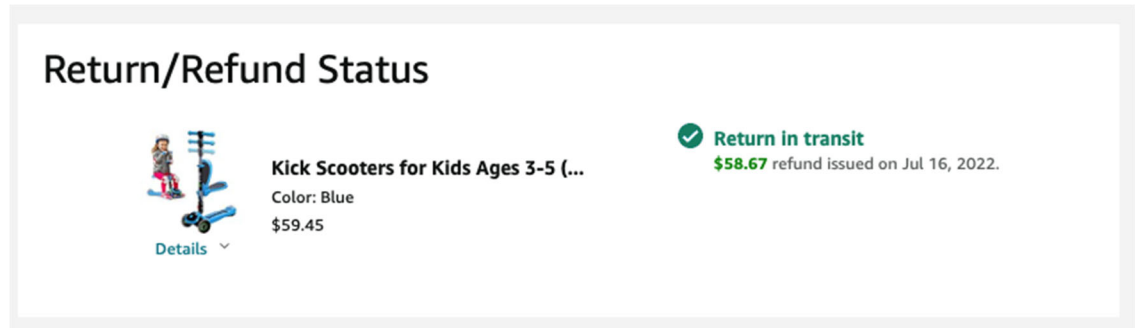 Return/Refund Status
Return in transit
$58.67 refund issued on Jul 16, 2022.
Kick Scooters for Kids Ages 3-5 (...
Color: Blue
$59.45
Details